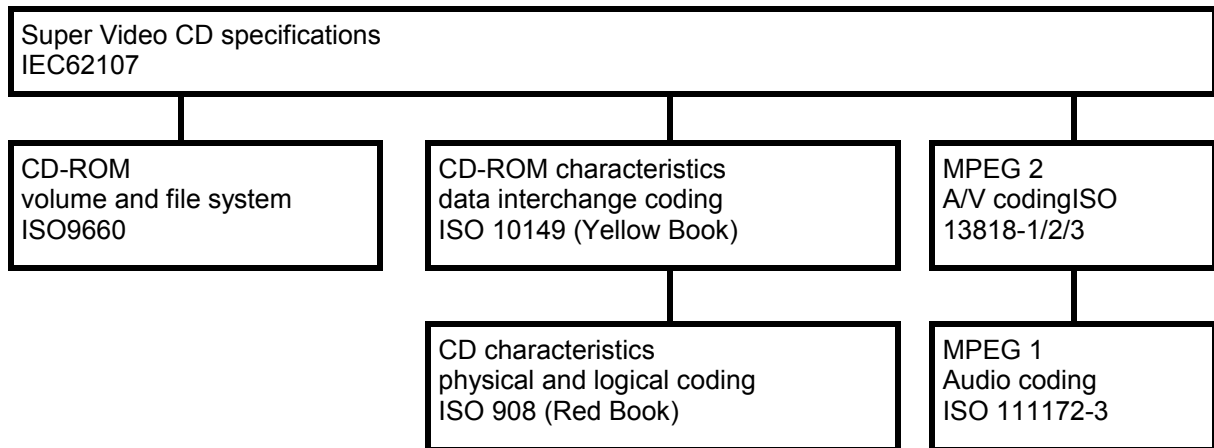 Super Video CD specifications
IEC62107
CD-ROM
volume and file system
ISO9660
CD-ROM characteristics
data interchange coding
ISO 10149 (Yellow Book)
MPEG 2
A/V codingISO
13818-1/2/3
CD characteristics
physical and logical coding
ISO 908 (Red Book)
MPEG 1
Audio coding
ISO 111172-3